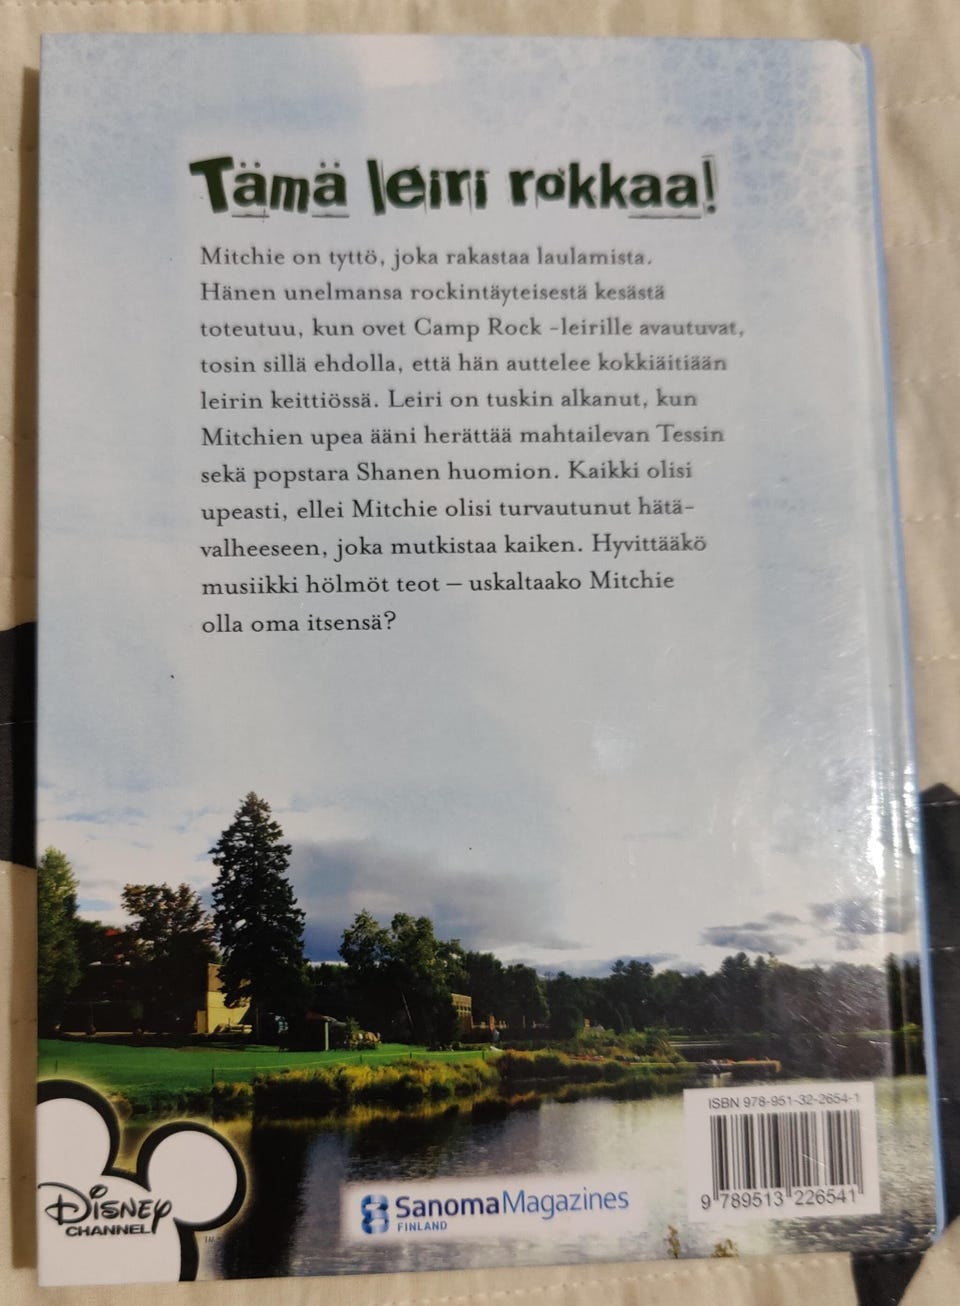 Tämä leiri rokkaa!
Mitchie on tyttö, joka rakastaa laulamista.
Hänen unelmansa rockintäyteisestä kesästä
toteutuu, kun ovet Camp Rock -leirille avautuvat,
tosin sillä ehdolla, että hän auttelee kokkiäitiään
leirin keittiössä. Leiri on tuskin alkanut, kun
Mitchien upea ääni herättää mahtailevan Tessin
sekä popstara Shanen huomion. Kaikki olisi
upeasti, ellei Mitchie olisi turvautunut hätä-
valheeseen, joka mutkistaa kaiken. Hyvittääkö
musiikki hölmöt teot – uskaltaako Mitchie
olla oma itsensä?
ISBN 978-951-32-2654-1
9 789513 226541
Disney
CHANNEL
TM
SanomaMagazines
FINLAND